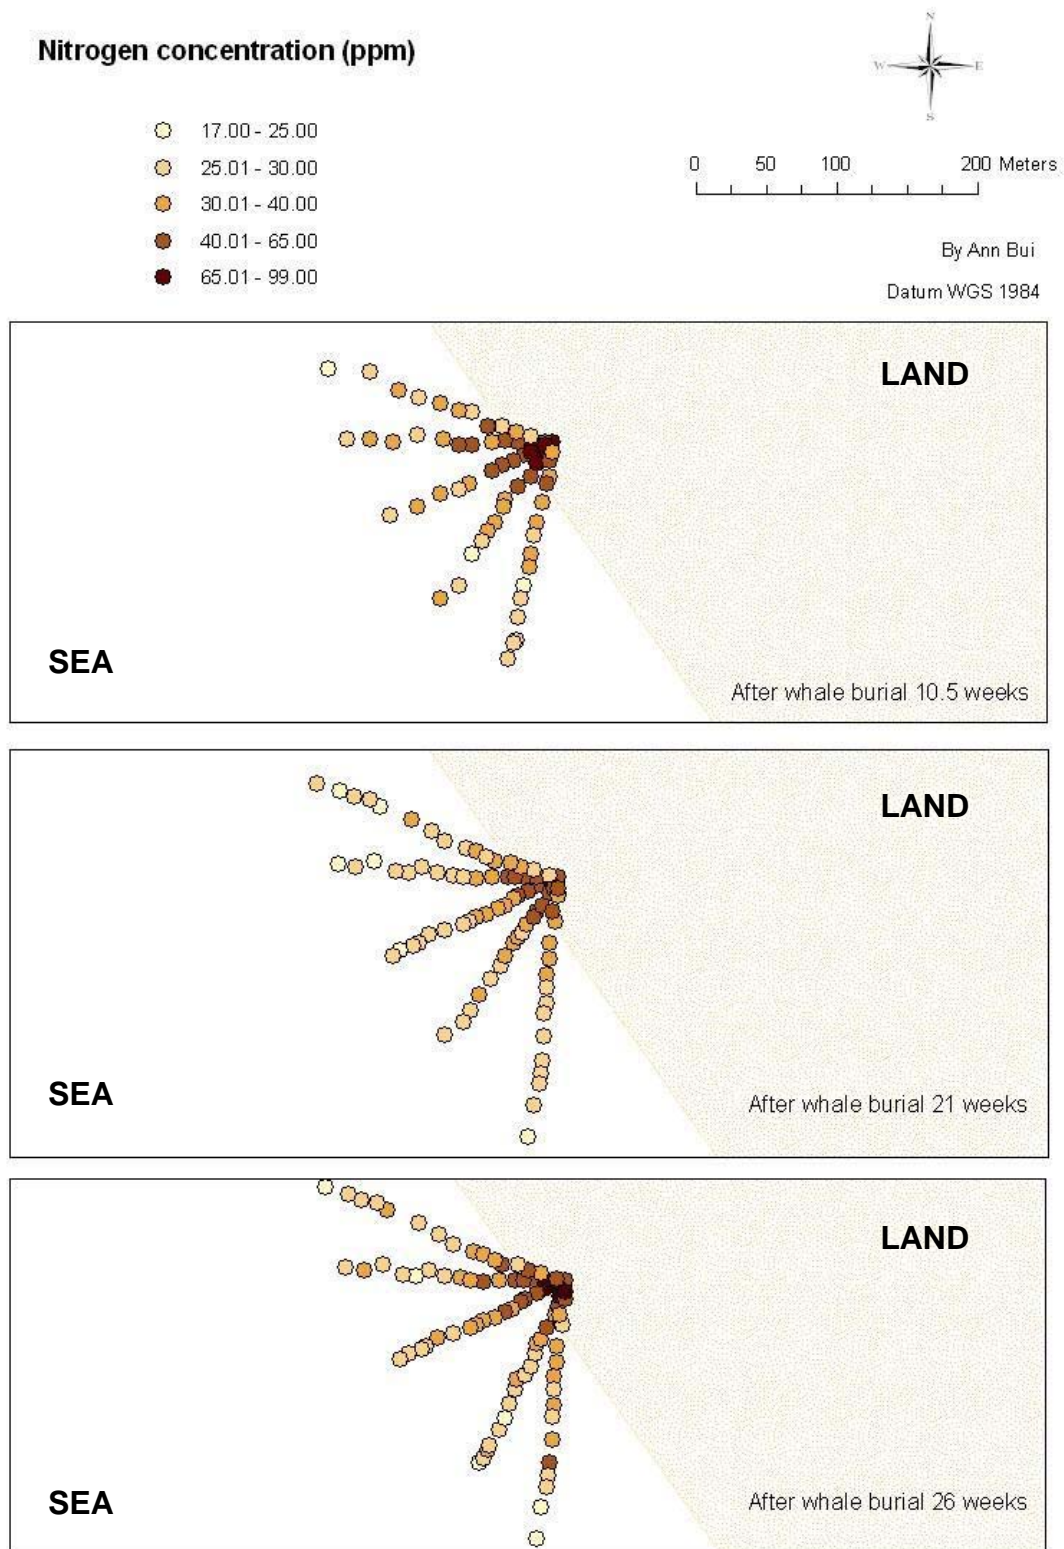 Nitrogen concentration (ppm)
17.00 - 25.00
25.01 - 30.00
30.01 - 40.00
40.01 - 65.00
65.01 - 99.00
N
W E
S
0 50 100 200 Meters
By Ann Bui
Datum WGS 1984
LAND
SEA
After whale burial 10.5 weeks
LAND
SEA
After whale burial 21 weeks
LAND
SEA
After whale burial 26 weeks